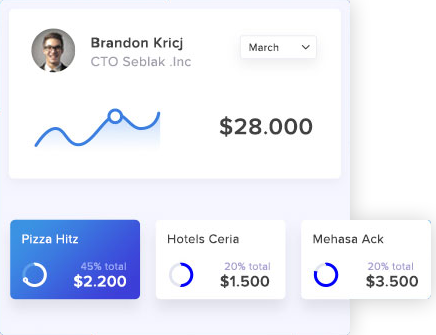 Brandon Kricj
CTO Seblak .Inc
March
$28.000
Pizza Hitz
45% total
$2.200
Hotels Ceria
20% total
$1.500
Mehasa Ack
20% total
$3.500